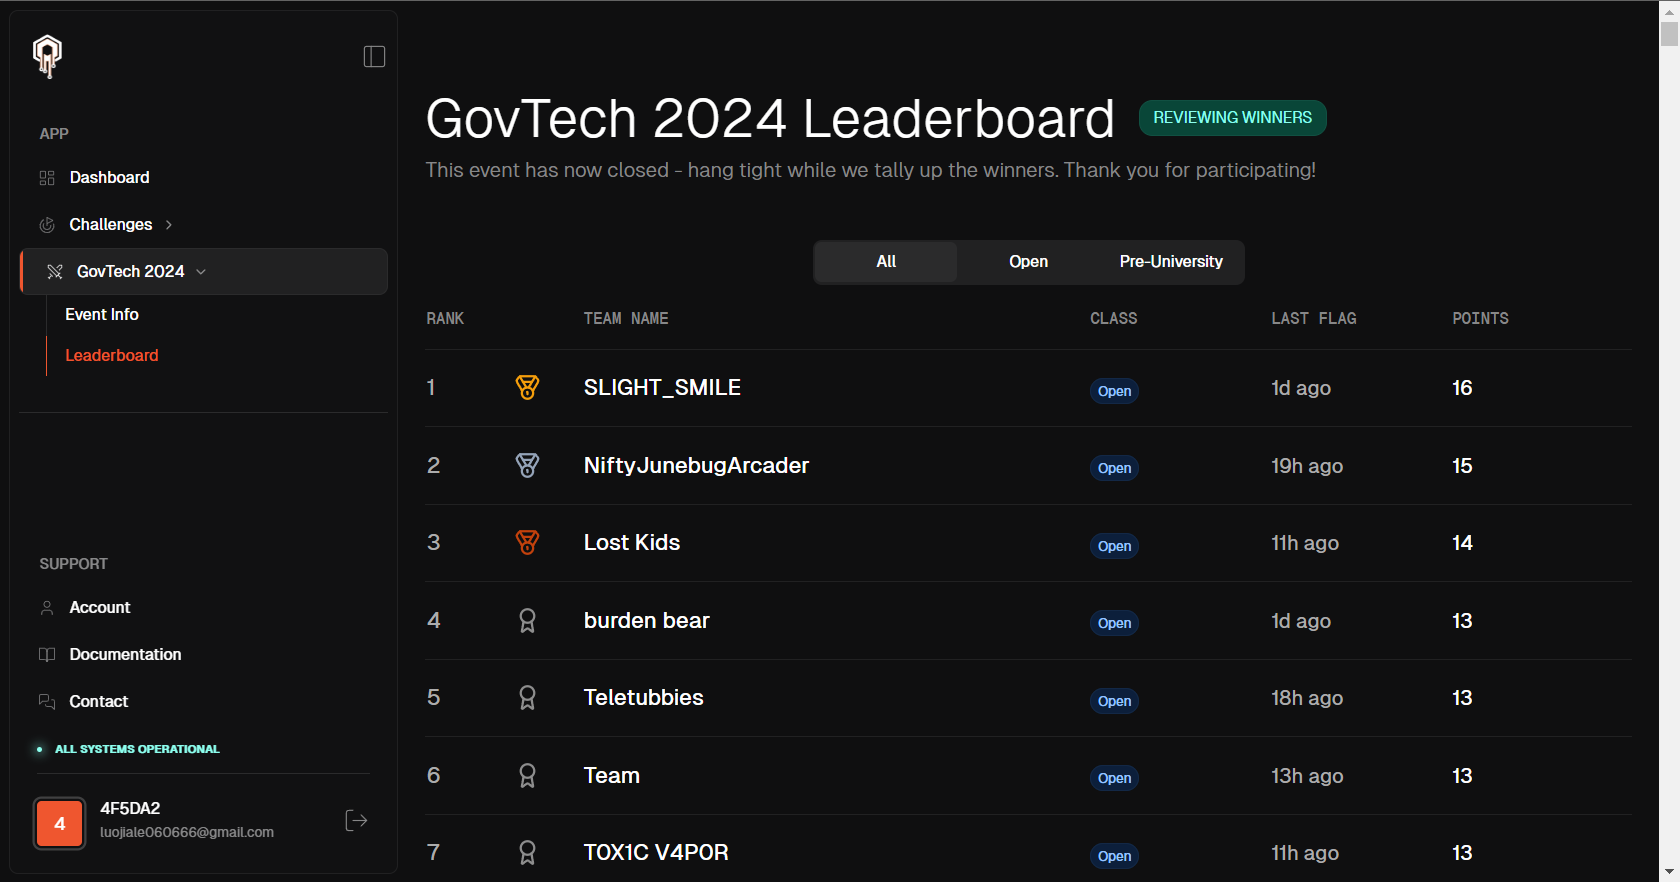 APP
Dashboard
Challenges
GovTech 2024
Event Info
Leaderboard
SUPPORT
Account
Documentation
Contact
ALL SYSTEMS OPERATIONAL
4
4F5DA2
luojiale060666@gmail.com
GovTech 2024 Leaderboard REVIEWING WINNERS
This event has now closed - hang tight while we tally up the winners. Thank you for participating!
All Open Pre-University
RANK TEAM NAME CLASS LAST FLAG POINTS
1 SLIGHT_SMILE Open 1d ago 16
2 NiftyJunebugArcader Open 19h ago 15
3 Lost Kids Open 11h ago 14
4 burden bear Open 1d ago 13
5 Teletubbies Open 18h ago 13
6 Team Open 13h ago 13
7 T0X1C V4P0R Open 11h ago 13